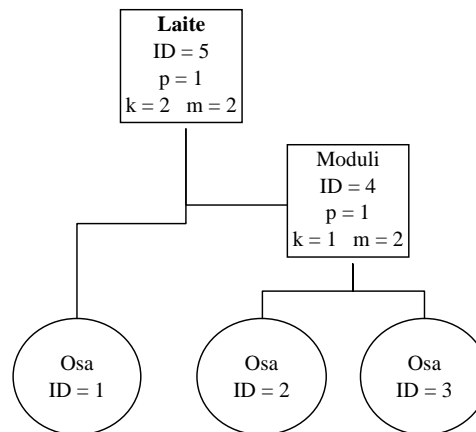 Laite
ID = 5
p = 1
k = 2 m = 2
Moduli
ID = 4
p = 1
k = 1 m = 2
Osa
ID = 1
Osa
ID = 2
Osa
ID = 3